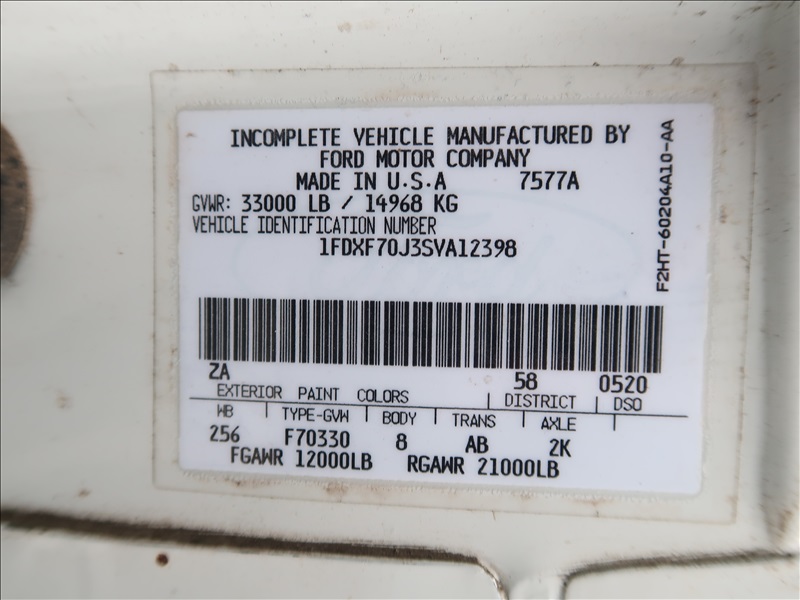 INCOMPLETE VEHICLE MANUFACTURED BY
FORD MOTOR COMPANY
MADE IN U.S.A 7577A
GVWR: 33000 LB / 14968 KG
VEHICLE IDENTIFICATION NUMBER
1FDXF70J3SVA12398
F2HT-60204A10-AA
ZA 58 0520
EXTERIOR PAINT COLORS DISTRICT DSO
WB TYPE-GVW BODY TRANS AXLE
256 F70330 8 AB 2K
FGAWR 12000LB RGAWR 21000LB